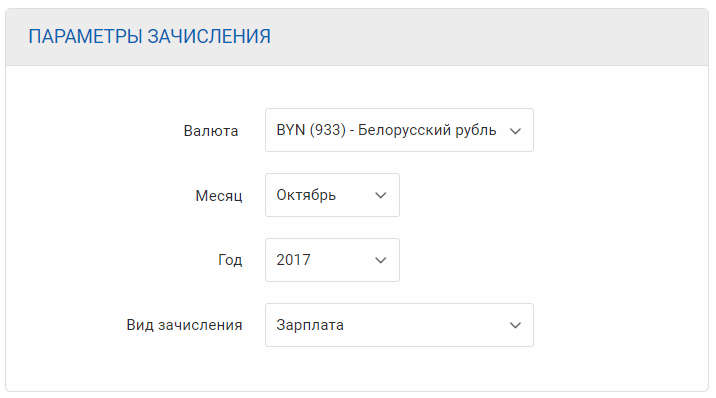 ПАРАМЕТРЫ ЗАЧИСЛЕНИЯ
Валюта BYN (933) - Белорусский рубль
Месяц Октябрь
Год 2017
Вид зачисления Зарплата